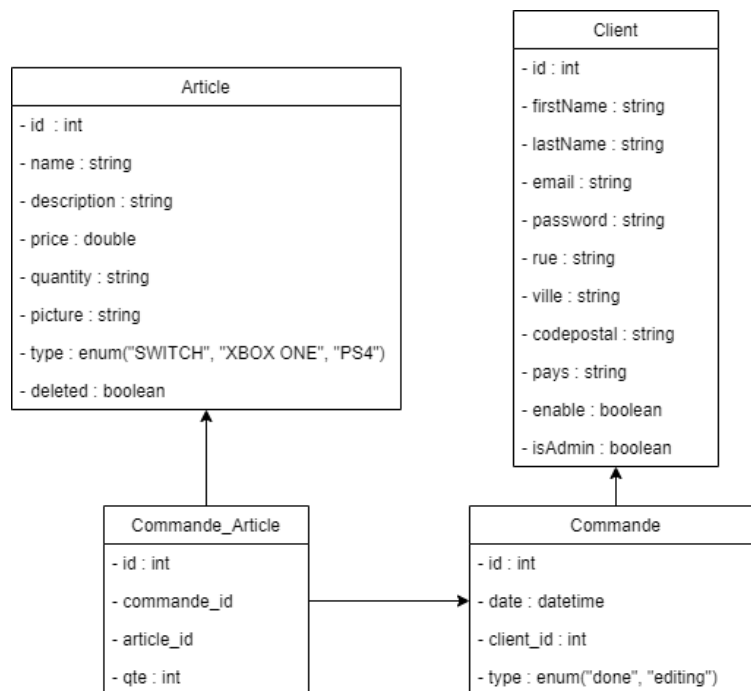 Article
- id : int
- name : string
- description : string
- price : double
- quantity : string
- picture : string
- type : enum("SWITCH", "XBOX ONE", "PS4")
- deleted : boolean
Client
- id : int
- firstName : string
- lastName : string
- email : string
- password : string
- rue : string
- ville : string
- codepostal : string
- pays : string
- enable : boolean
- isAdmin : boolean
Commande_Article
- id : int
- commande_id
- article_id
- qte : int
Commande
- id : int
- date : datetime
- client_id : int
- type : enum("done", "editing")